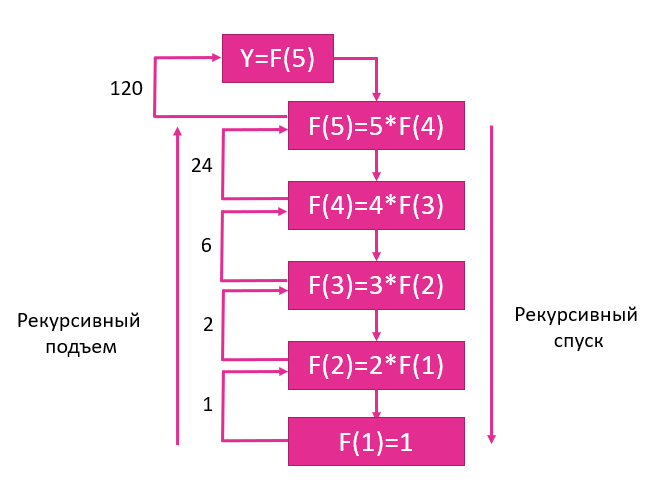 Y=F(5)
120
F(5)=5*F(4)
24
F(4)=4*F(3)
6
F(3)=3*F(2)
Рекурсивный
подъем
2
Рекурсивный
спуск
F(2)=2*F(1)
1
F(1)=1